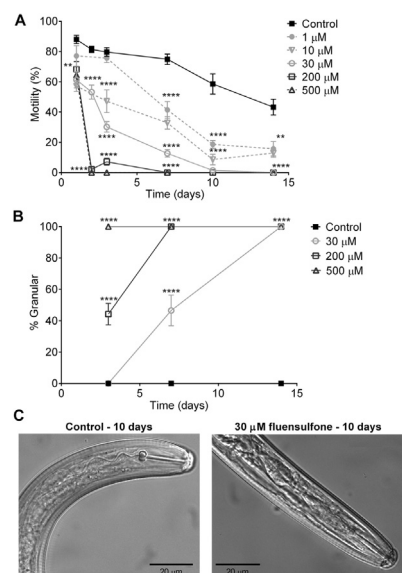 A
Motility (%)
100
80
60
40
20
0
0
5
10
15
Time (days)
Control
1 µM
10 µM
30 µM
200 µM
500 µM
**
****
****
****
****
****
****
****
****
****
**
****
B
% Granular
100
80
60
40
20
0
0
5
10
15
Time (days)
Control
30 µM
200 µM
500 µM
****
****
****
****
****
C
Control - 10 days
30 µM fluensulfone - 10 days
20 µm
20 µm